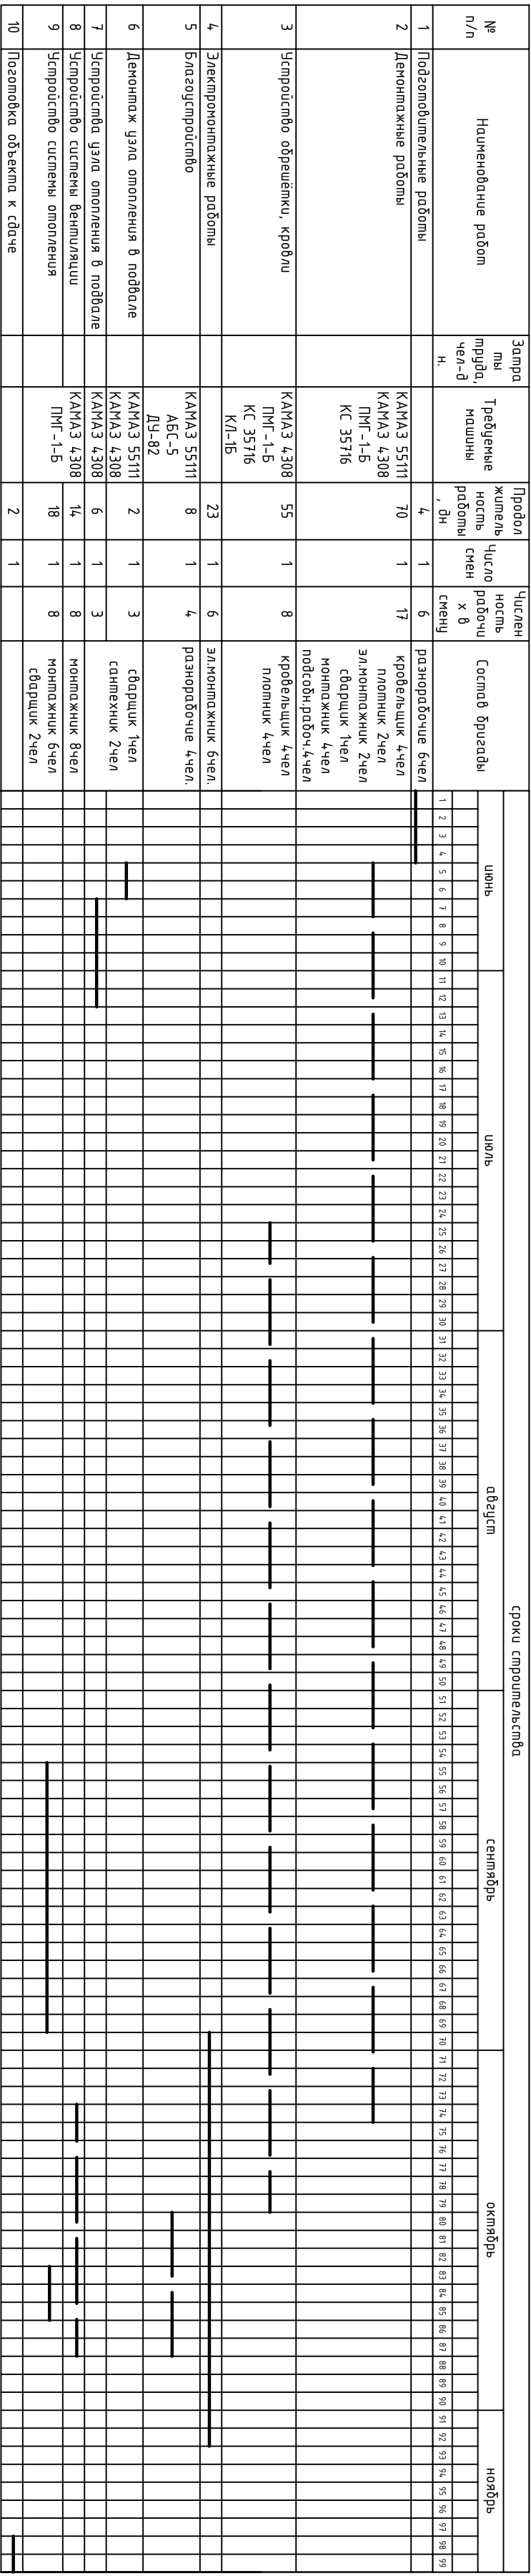 №
п/п
Наименование работ
Затра
ты
труда,
чел-д
н.
Требуемые
машины
Продол
житель
ность
работы
, дн
Число
смен
Числен
ность
рабочи
х в
смену
Состав бригады
сроки строительства
июнь
июль
август
сентябрь
октябрь
ноябрь
1 2 3 4 5 6 7 8 9 10 11 12 13 14 15 16 17 18 19 20 21 22 23 24 25 26 27 28 29 30 31 32 33 34 35 36 37 38 39 40 41 42 43 44 45 46 47 48 49 50 51 52 53 54 55 56 57 58 59 60 61 62 63 64 65 66 67 68 69 70 71 72 73 74 75 76 77 78 79 80 81 82 83 84 85 86 87 88 89 90 91 92 93 94 95 96 97 98 99
1 Подготовительные работы 4 1 6 разнорабочие 6чел
2 Демонтажные работы
КАМАЗ 55111
КАМАЗ 4308
ПМГ-1-Б
КС 35716
70 1 17
кровельщик 4чел
плотник 2чел
эл.монтажник 2чел
сварщик 1чел
монтажник 4чел
подсобн.рабоч.4чел
3 Устройство обрешётки, кровли
КАМАЗ 4308
ПМГ-1-Б
КС 35716
КЛ-1Б
55 1 8
кровельщик 4чел
плотник 4чел
4 Электромонтажные работы 23 1 6 эл.монтажник 6чел.
5 Благоустройство
КАМАЗ 55111
АБС-5
ДУ-82
8 1 4 разнорабочие 4чел.
6 Демонтаж узла отопления в подвале
КАМАЗ 55111
КАМАЗ 4308
2 1 3
сварщик 1чел
сантехник 2чел
7 Устройства узла отопления в подвале КАМАЗ 4308 6 1 3
8 Устройство системы вентиляции КАМАЗ 4308 14 1 8 монтажник 8чел
9 Устройство системы отопления ПМГ-1-Б 18 1 8
монтажник 6чел
сварщик 2чел
10 Поготовка объекта к сдаче 2 1